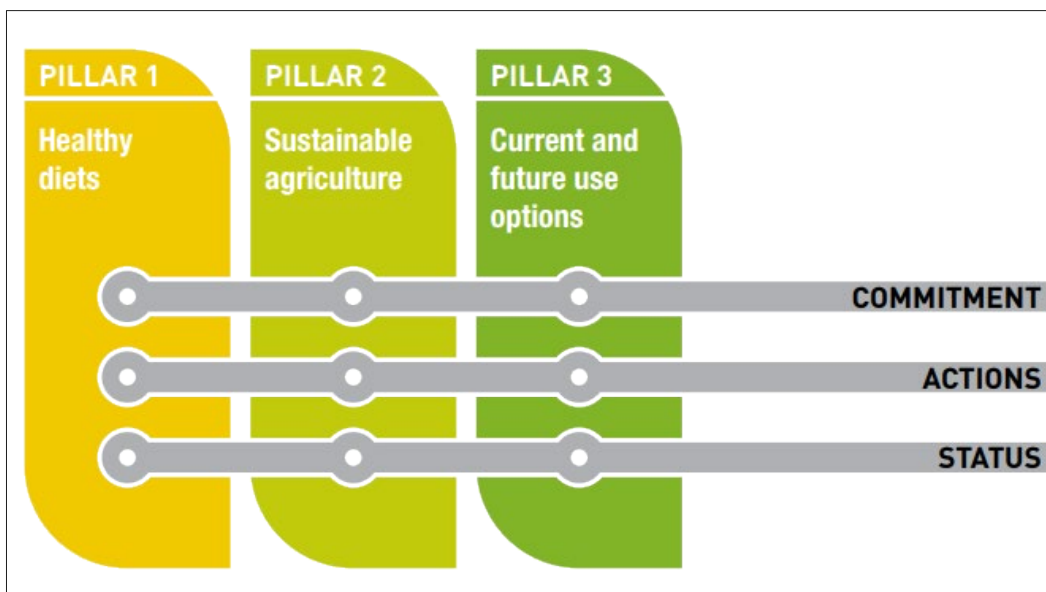 PILLAR 1
Healthy
diets
PILLAR 2
Sustainable
agriculture
PILLAR 3
Current and
future use
options
COMMITMENT
ACTIONS
STATUS